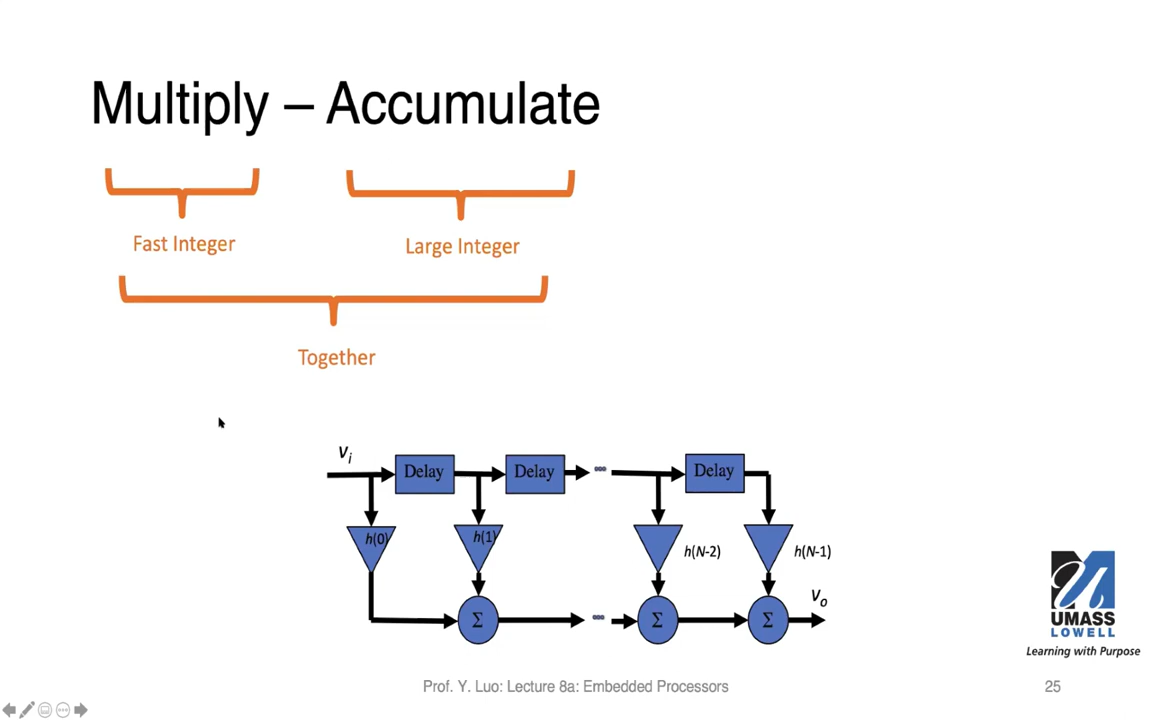 Multiply – Accumulate
Fast Integer
Large Integer
Together
Vi
Delay
Delay
Delay
h(0)
h(1)
h(N-2)
h(N-1)
Σ
Σ
Σ
Vo
UMASS
LOWELL
Learning with Purpose
Prof. Y. Luo: Lecture 8a: Embedded Processors
25